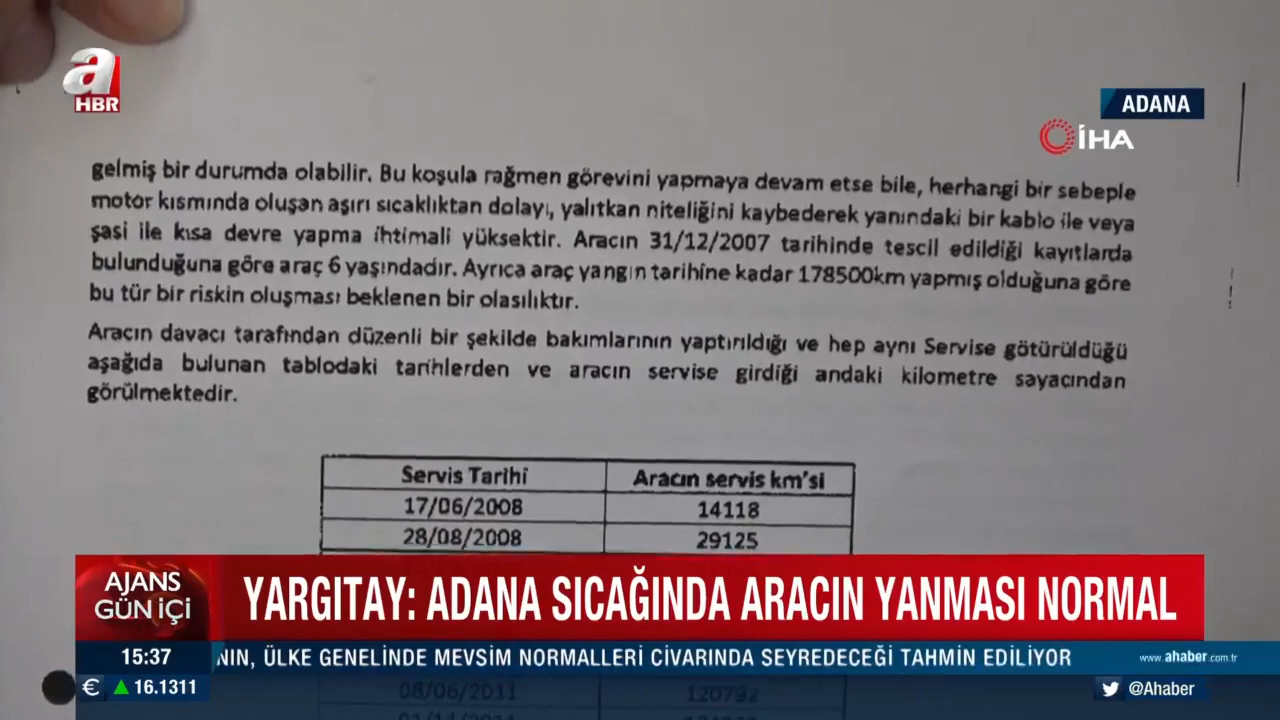 a
HBR
ADANA
İHA
gelmiş bir durumda olabilir. Bu koşula rağmen görevini yapmaya devam etse bile, herhangi bir sebeple
motor kısmında oluşan aşırı sıcaklıktan dolayı, yalıtkan niteliğini kaybederek yanındaki bir kablo ile veya
şasi ile kısa devre yapma ihtimali yüksektir. Aracın 31/12/2007 tarihinde tescil edildiği kayıtlarda
bulunduğuna göre araç 6 yaşındadır. Ayrıca araç yangın tarihine kadar 178500km yapmış olduğuna göre
bu tür bir riskin oluşması beklenen bir olasılıktır.
Aracın davacı tarafından düzenli bir şekilde bakımlarının yaptırıldığı ve hep aynı Servise götürüldüğü
aşağıda bulunan tablodaki tarihlerden ve aracın servise girdiği andaki kilometre sayacından
görülmektedir.
Servis Tarihi Aracın servis km'si
17/06/2008 14118
28/08/2008 29125
AJANS
GÜN İÇİ
YARGITAY: ADANA SICAĞINDA ARACIN YANMASI NORMAL
15:37 NIN, ÜLKE GENELİNDE MEVSİM NORMALLERİ CİVARINDA SEYREDECEĞİ TAHMİN EDİLİYOR www.ahaber.com.tr
€ 16.1311 08/06/2011 120792 @Ahaber